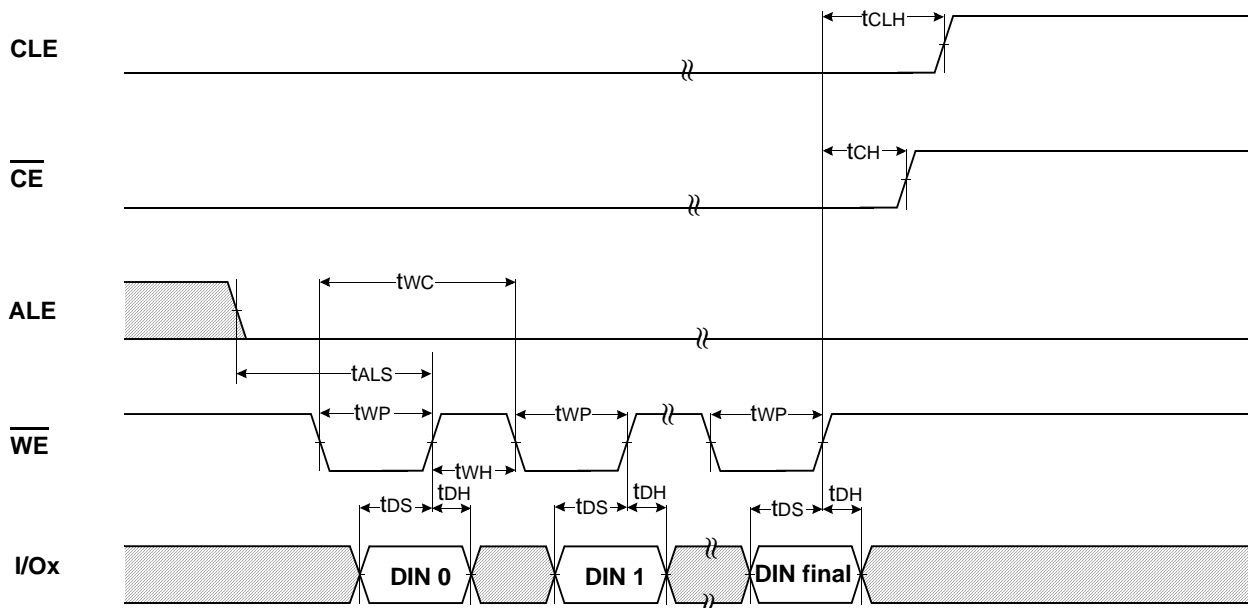 tCLH
CLE
tCH
CE
tWC
ALE
tALS
tWP tWP tWP
WE
tWH
tDS tDH tDS tDH tDS tDH
I/Ox DIN 0 DIN 1 DIN final